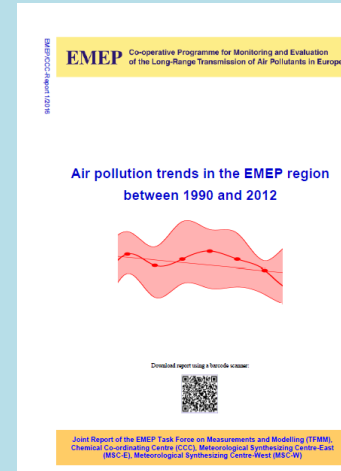 EMEP/CCC-Report 1/2016
EMEP Co-operative Programme for Monitoring and Evaluation
of the Long-Range Transmission of Air Pollutants in Europe
Air pollution trends in the EMEP region
between 1990 and 2012
Download report using a barcode scanner:
Joint Report of the EMEP Task Force on Measurements and Modelling (TFMM),
Chemical Co-ordinating Centre (CCC), Meteorological Synthesizing Centre-East
(MSC-E), Meteorological Synthesizing Centre-West (MSC-W)